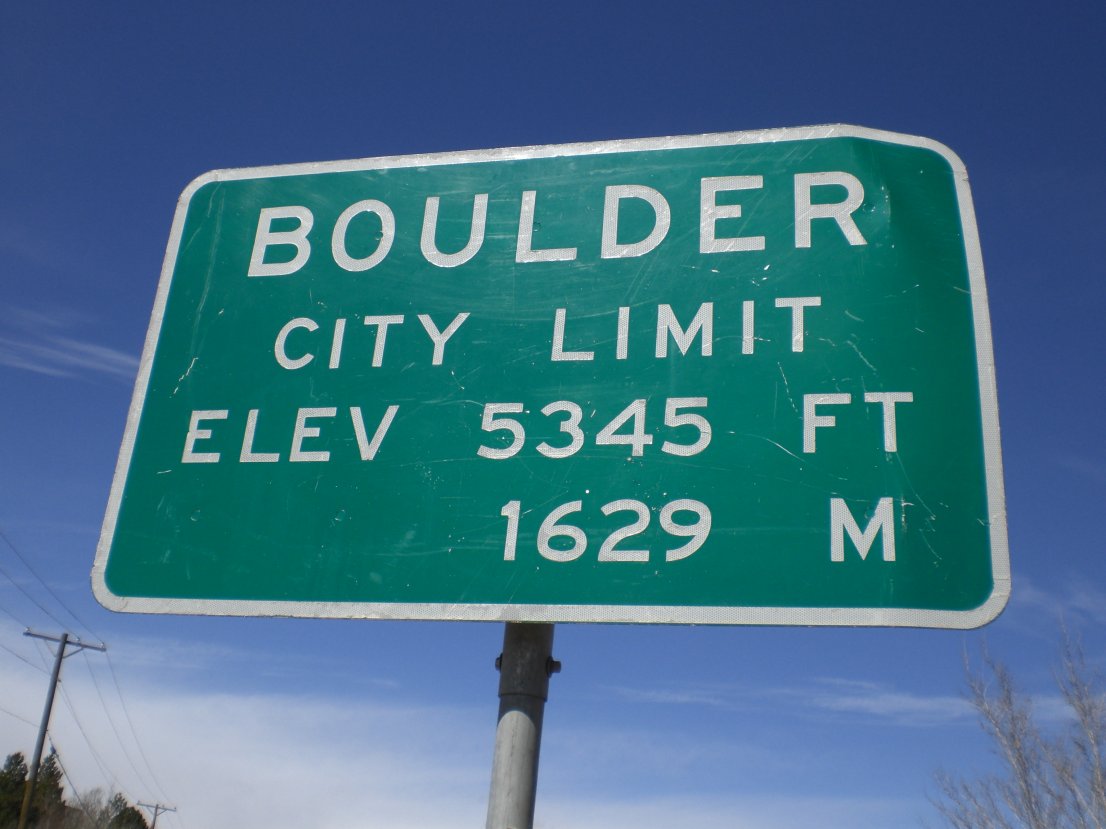 BOULDER
CITY LIMIT
ELEV 5345 FT
1629 M